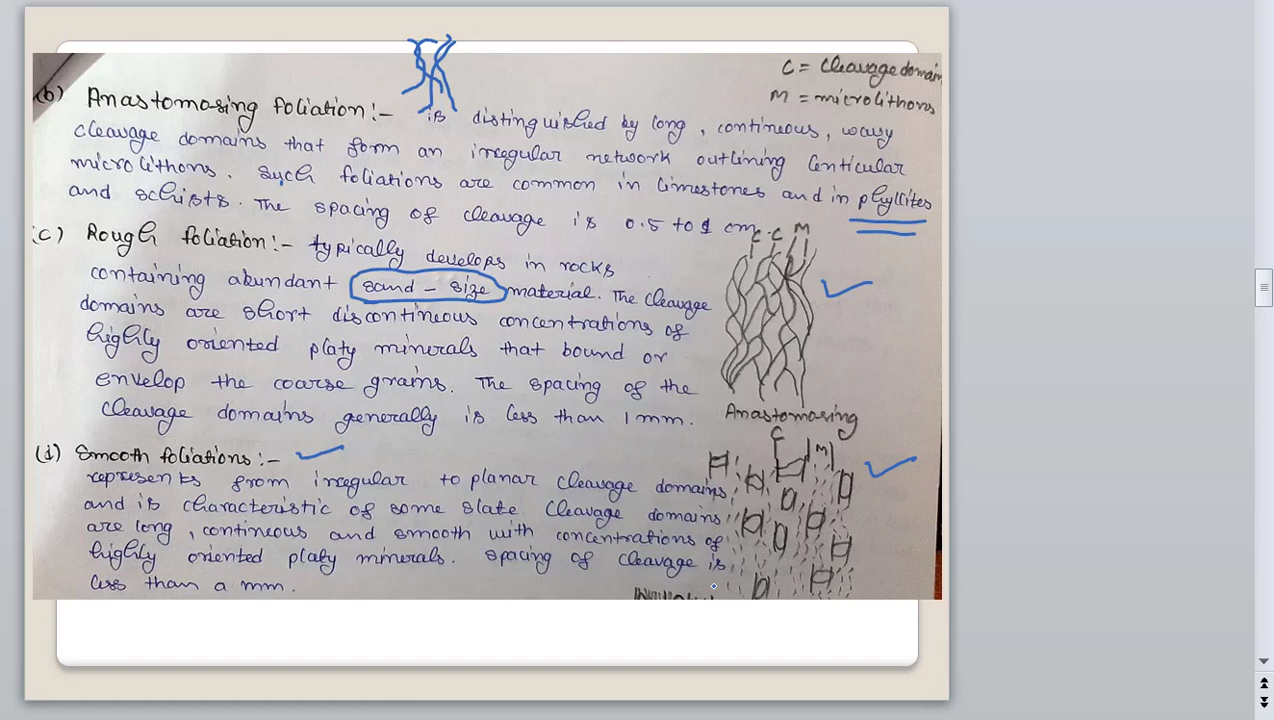 C = Cleavage domain
M = microlithons
(b) Anastomosing foliation :- is distinguished by long, continuous, wavy
cleavage domains that form an irregular network outlining lenticular
microlithons. Such foliations are common in limestones and in phyllites
and schists. The spacing of cleavage is 0.5 to 1 cm.
C C M
(c) Rough foliation :- typically develops in rocks
containing abundant sand - size material. The cleavage
domains are short discontineous concentrations of
highly oriented platy minerals that bound or
envelop the coarse grains. The spacing of the
cleavage domains generally is less than 1 mm.
Anastomosing
C
M
(d) Smooth foliations :-
represents from irregular to planar cleavage domains
and is characteristic of some slate cleavage domains
are long, contineous and smooth with concentrations of
highly oriented platy minerals. Spacing of cleavage is
less than a mm.